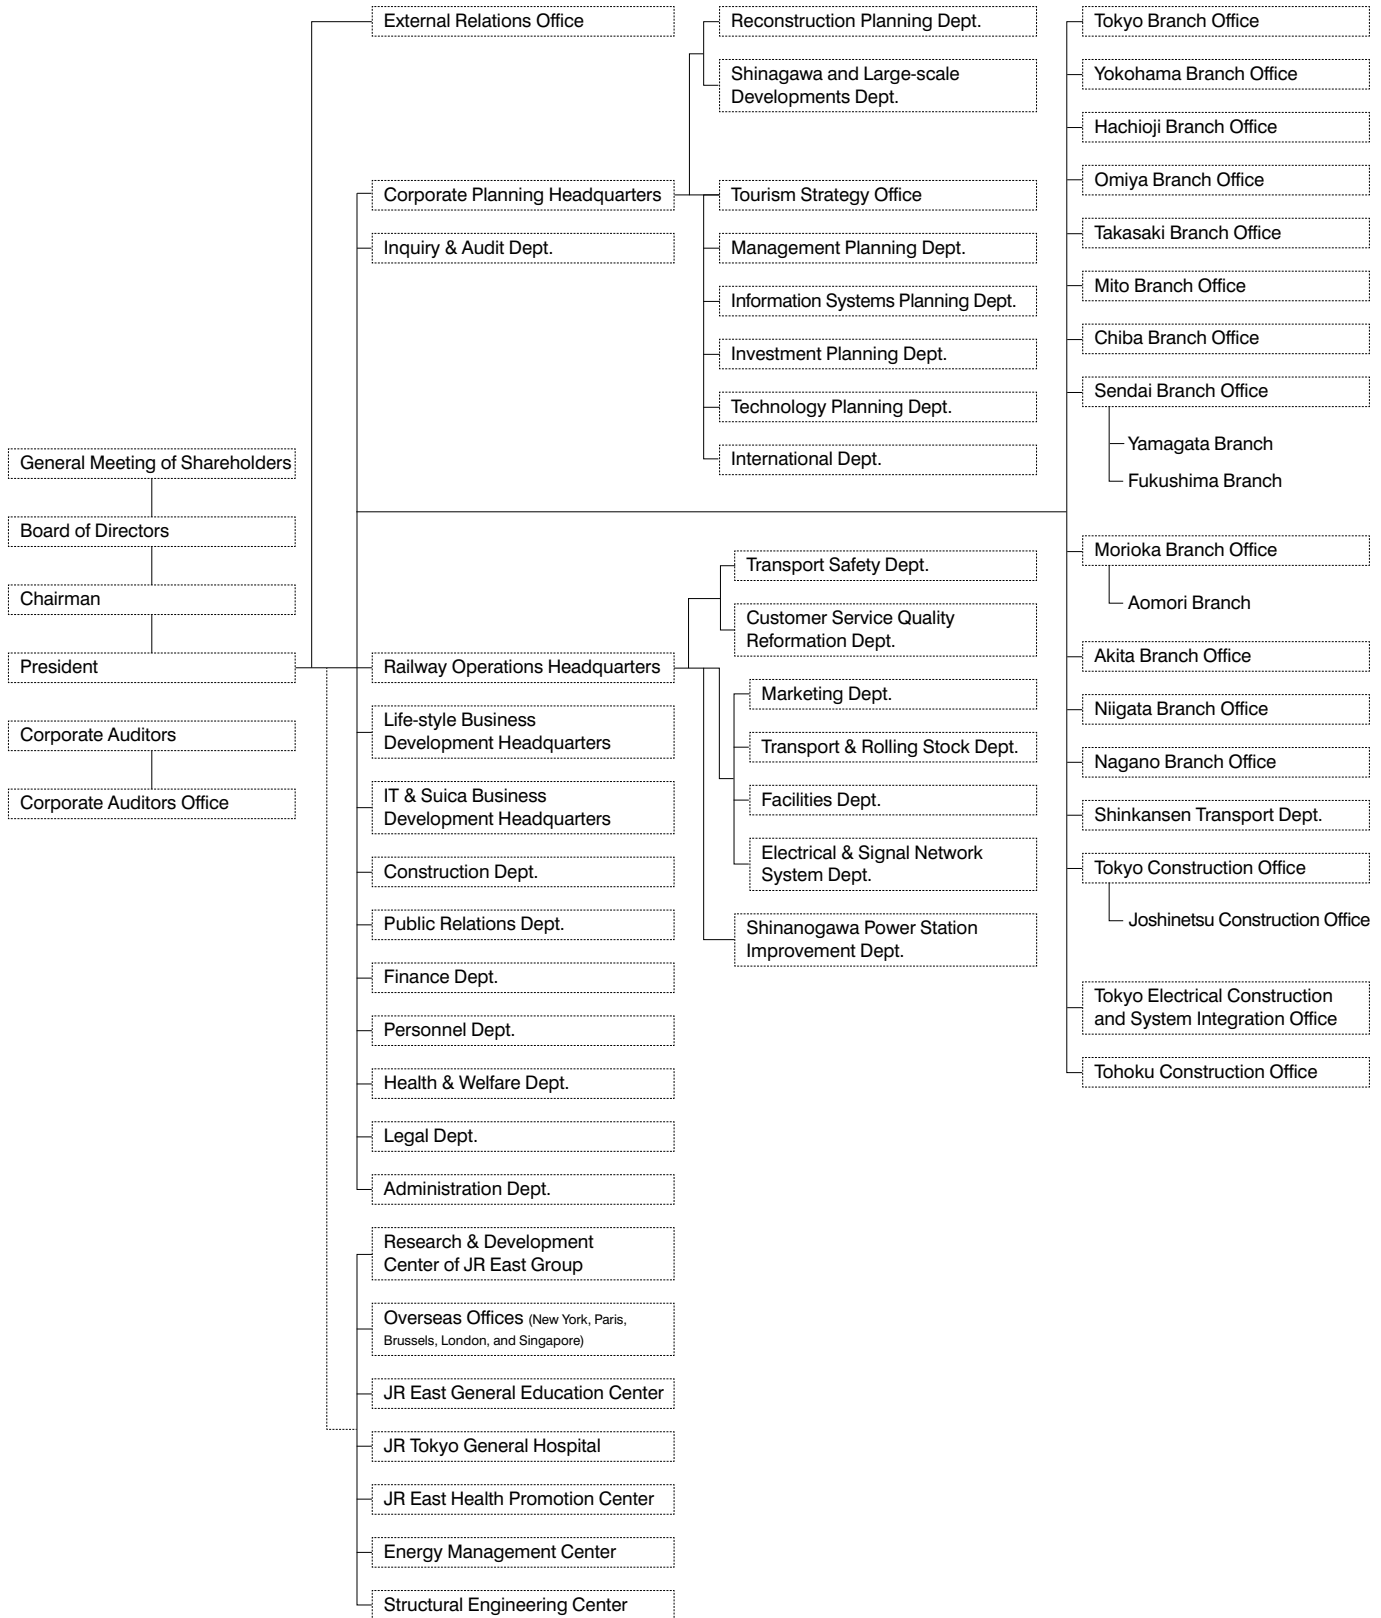 General Meeting of Shareholders
Board of Directors
Chairman
President
Corporate Auditors
Corporate Auditors Office
External Relations Office
Corporate Planning Headquarters
Inquiry & Audit Dept.
Railway Operations Headquarters
Life-style Business
Development Headquarters
IT & Suica Business
Development Headquarters
Construction Dept.
Public Relations Dept.
Finance Dept.
Personnel Dept.
Health & Welfare Dept.
Legal Dept.
Administration Dept.
Research & Development
Center of JR East Group
Overseas Offices (New York, Paris,
Brussels, London, and Singapore)
JR East General Education Center
JR Tokyo General Hospital
JR East Health Promotion Center
Energy Management Center
Structural Engineering Center
Reconstruction Planning Dept.
Shinagawa and Large-scale
Developments Dept.
Tourism Strategy Office
Management Planning Dept.
Information Systems Planning Dept.
Investment Planning Dept.
Technology Planning Dept.
International Dept.
Transport Safety Dept.
Customer Service Quality
Reformation Dept.
Marketing Dept.
Transport & Rolling Stock Dept.
Facilities Dept.
Electrical & Signal Network
System Dept.
Shinanogawa Power Station
Improvement Dept.
Tokyo Branch Office
Yokohama Branch Office
Hachioji Branch Office
Omiya Branch Office
Takasaki Branch Office
Mito Branch Office
Chiba Branch Office
Sendai Branch Office
Yamagata Branch
Fukushima Branch
Morioka Branch Office
Aomori Branch
Akita Branch Office
Niigata Branch Office
Nagano Branch Office
Shinkansen Transport Dept.
Tokyo Construction Office
Joshinetsu Construction Office
Tokyo Electrical Construction
and System Integration Office
Tohoku Construction Office